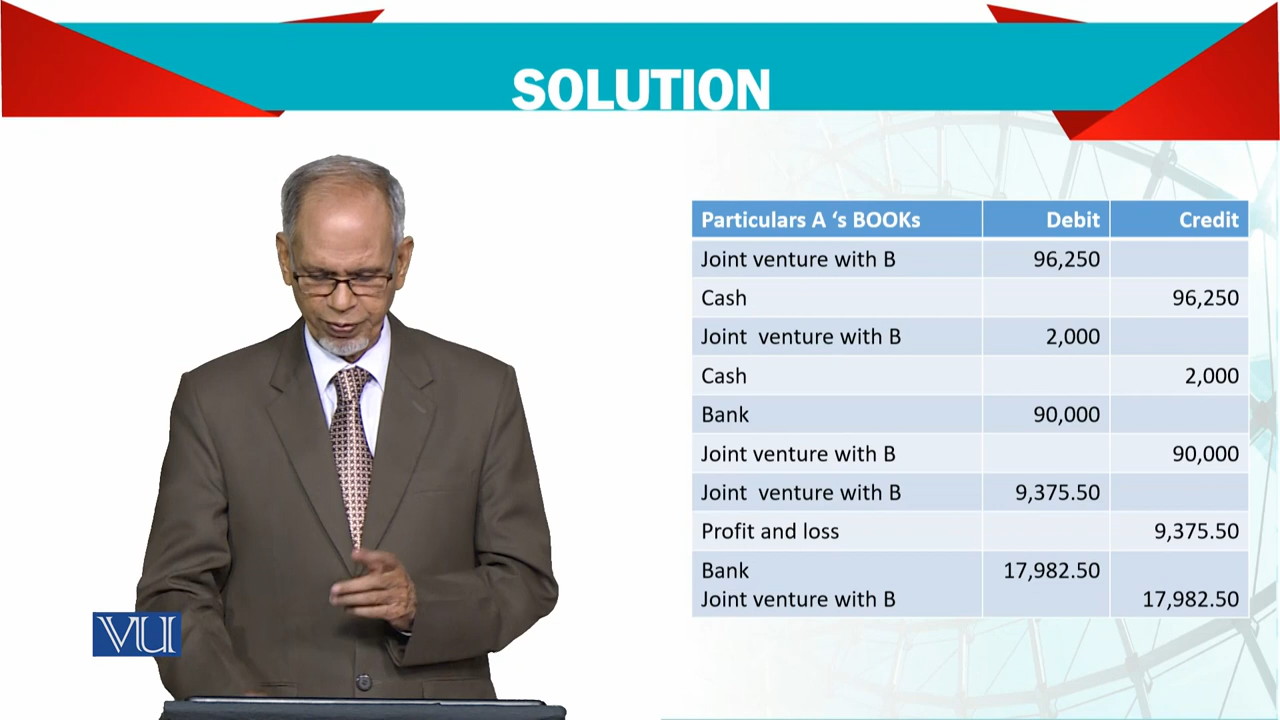 SOLUTION
Particulars A ‘s BOOKs Debit Credit
Joint venture with B 96,250
Cash 96,250
Joint venture with B 2,000
Cash 2,000
Bank 90,000
Joint venture with B 90,000
Joint venture with B 9,375.50
Profit and loss 9,375.50
Bank 17,982.50
Joint venture with B 17,982.50
VU